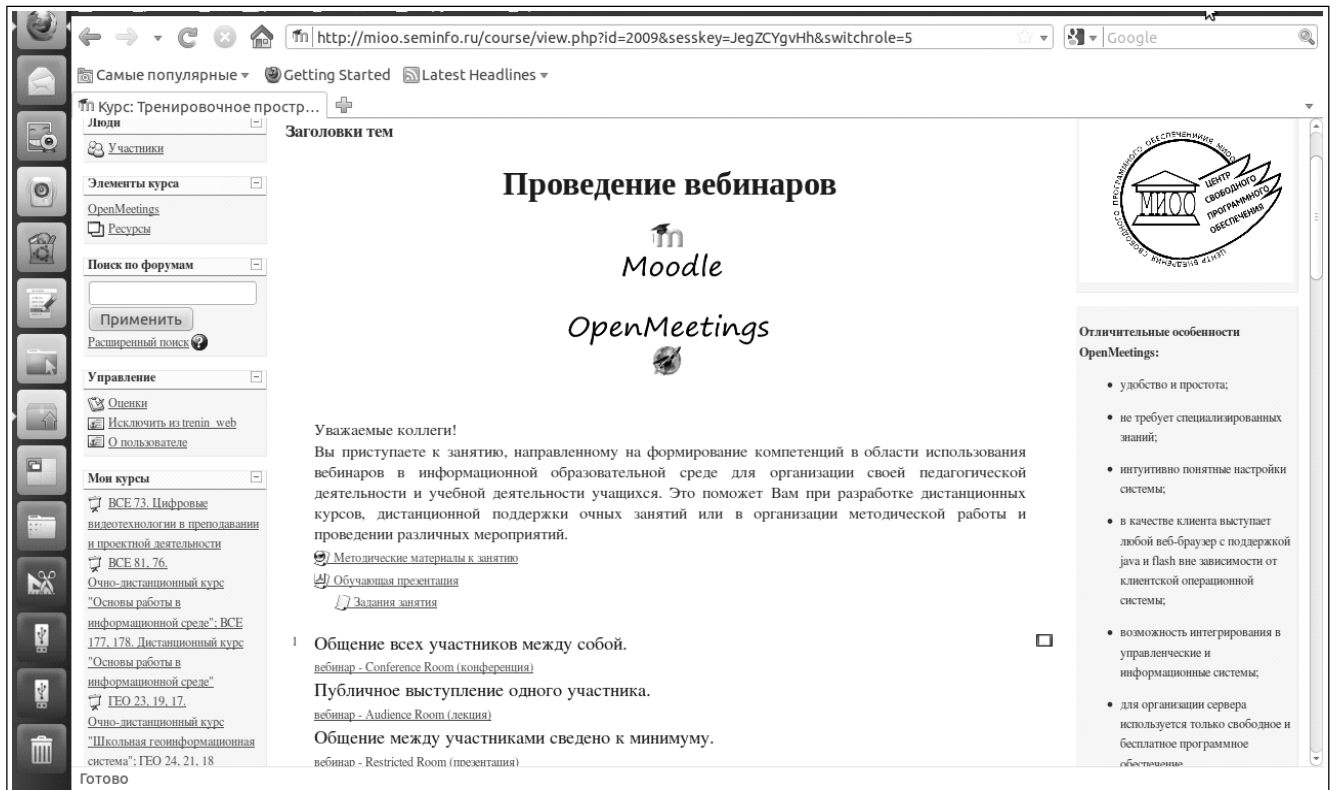 http://mioo.seminfo.ru/course/view.php?id=2009&sesskey=JegZCYgvHh&switchrole=5
Google
Самые популярные
Getting Started
Latest Headlines
Курс: Тренировочное простр...
Люди
Участники
Элементы курса
OpenMeetings
Ресурсы
Поиск по форумам
Применить
Расширенный поиск
Управление
Оценки
Исключить из trenin_web
О пользователе
Мои курсы
ВСЕ 73. Цифровые
видеотехнологии в преподавании
и проектной деятельности
ВСЕ 81, 76.
Очно-дистанционный курс
"Основы работы в
информационной среде"; ВСЕ
177, 178. Дистанционный курс
"Основы работы в
информационной среде"
ГЕО 23, 19, 17.
Очно-дистанционный курс
"Школьная геоинформационная
система"; ГЕО 24, 21, 18
Заголовки тем
Проведение вебинаров
Moodle
OpenMeetings
Уважаемые коллеги!
Вы приступаете к занятию, направленному на формирование компетенций в области использования
вебинаров в информационной образовательной среде для организации своей педагогической
деятельности и учебной деятельности учащихся. Это поможет Вам при разработке дистанционных
курсов, дистанционной поддержки очных занятий или в организации методической работы и
проведении различных мероприятий.
Методические материалы к занятию
Обучающая презентация
Задания занятия
1 Общение всех участников между собой.
вебинар - Conference Room (конференция)
Публичное выступление одного участника.
вебинар - Audience Room (лекция)
Общение между участниками сведено к минимуму.
вебинар - Restricted Room (презентация)
МИОО
ЦЕНТР
СВОБОДНОГО
ПРОГРАММНОГО
ОБЕСПЕЧЕНИЯ
Отличительные особенности
OpenMeetings:
• удобство и простота;
• не требует специализированных
знаний;
• интуитивно понятные настройки
системы;
• в качестве клиента выступает
любой веб-браузер с поддержкой
java и flash вне зависимости от
клиентской операционной
системы;
• возможность интегрирования в
управленческие и
информационные системы;
• для организации сервера
используется только свободное и
бесплатное программное
обеспечение
Готово